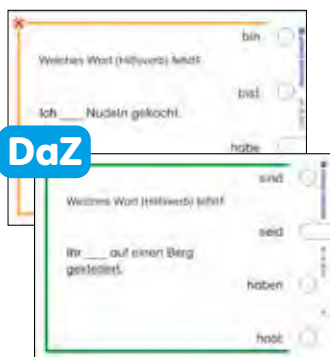 bin
Welches Wort (Hilfsverb) fehlt?
bist
Ich ___ Nudeln gekocht.
habe
DaZ
sind
Welches Wort (Hilfsverb) fehlt?
seid
Ihr ___ auf einen Berg
geklettert.
haben
habt